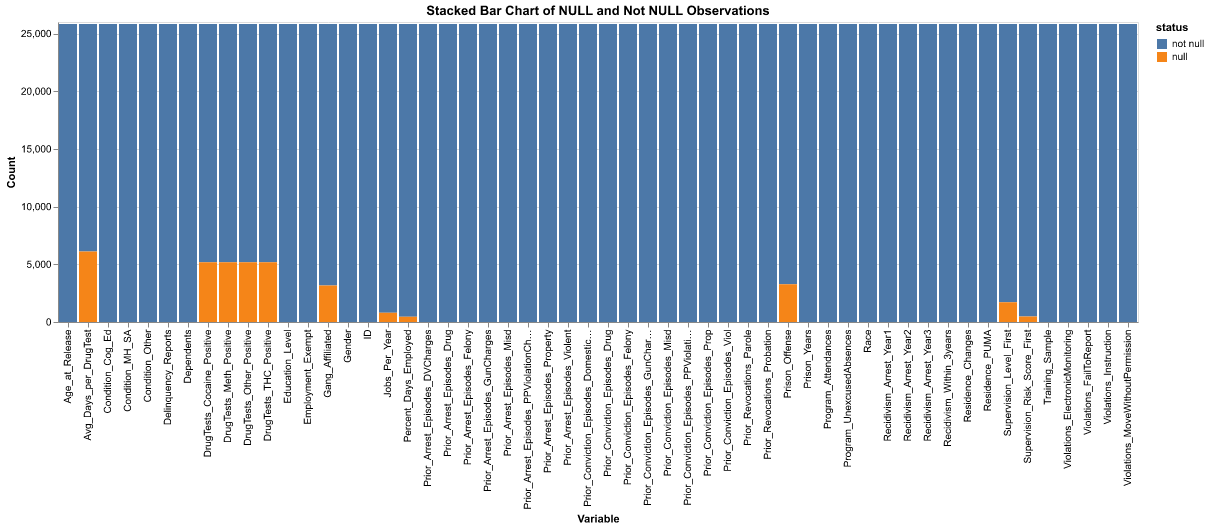 Stacked Bar Chart of NULL and Not NULL Observations
status
not null
null
Count
25,000
20,000
15,000
10,000
5,000
0
Age_at_Release
Avg_Days_per_DrugTest
Condition_Cog_Ed
Condition_MH_SA
Condition_Other
Delinquency_Reports
Dependents
DrugTests_Cocaine_Positive
DrugTests_Meth_Positive
DrugTests_Other_Positive
DrugTests_THC_Positive
Education_Level
Employment_Exempt
Gang_Affiliated
Gender
ID
Jobs_Per_Year
Percent_Days_Employed
Prior_Arrest_Episodes_DVCharges
Prior_Arrest_Episodes_Drug
Prior_Arrest_Episodes_Felony
Prior_Arrest_Episodes_GunCharges
Prior_Arrest_Episodes_Misd
Prior_Arrest_Episodes_PPViolationCh…
Prior_Arrest_Episodes_Property
Prior_Arrest_Episodes_Violent
Prior_Conviction_Episodes_Domestic…
Prior_Conviction_Episodes_Drug
Prior_Conviction_Episodes_Felony
Prior_Conviction_Episodes_GunChar…
Prior_Conviction_Episodes_Misd
Prior_Conviction_Episodes_PPViolati…
Prior_Conviction_Episodes_Prop
Prior_Conviction_Episodes_Viol
Prior_Revocations_Parole
Prior_Revocations_Probation
Prison_Offense
Prison_Years
Program_Attendances
Program_UnexcusedAbsences
Race
Recidivism_Arrest_Year1
Recidivism_Arrest_Year2
Recidivism_Arrest_Year3
Recidivism_Within_3years
Residence_Changes
Residence_PUMA
Supervision_Level_First
Supervision_Risk_Score_First
Training_Sample
Violations_ElectronicMonitoring
Violations_FailToReport
Violations_Instruction
Violations_MoveWithoutPermission
Variable